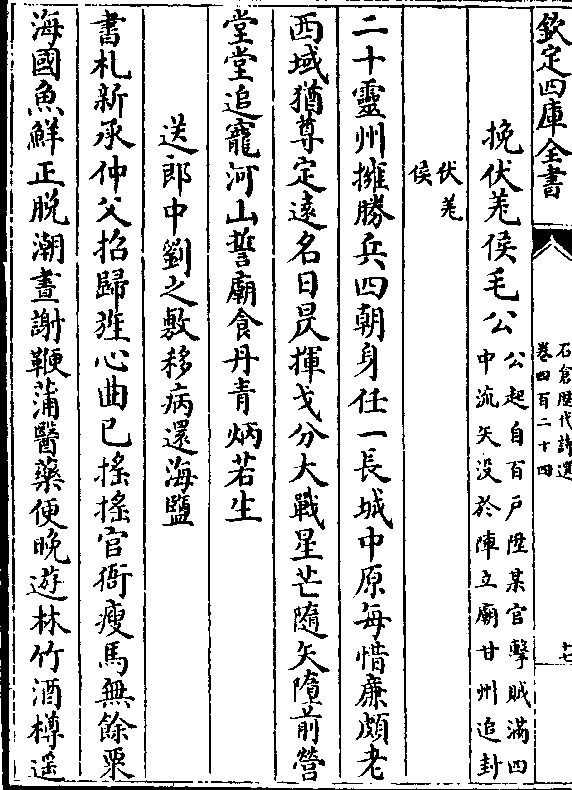 欽定四庫全書
石倉歷代詩選
卷四百二十四
十七
挽伏羌侯毛公
公起自百戶陞某官擊賊滿四
中流矢没於陣立廟甘州追封
伏羌
侯
二十靈州擁勝兵四朝身任一長城中原每惜廉頗老
西域猶尊定遠名日昃揮戈分大戰星芒隨矢隕前營
堂堂追寵河山誓廟食丹青炳若生
送郎中劉之敷移病還海鹽
書札新承仲父招歸旌心曲已搖搖官衙瘦馬無餘粟
海國魚鮮正脱潮畫謝鞭蒲醫藥便晚遊林竹酒樽遥